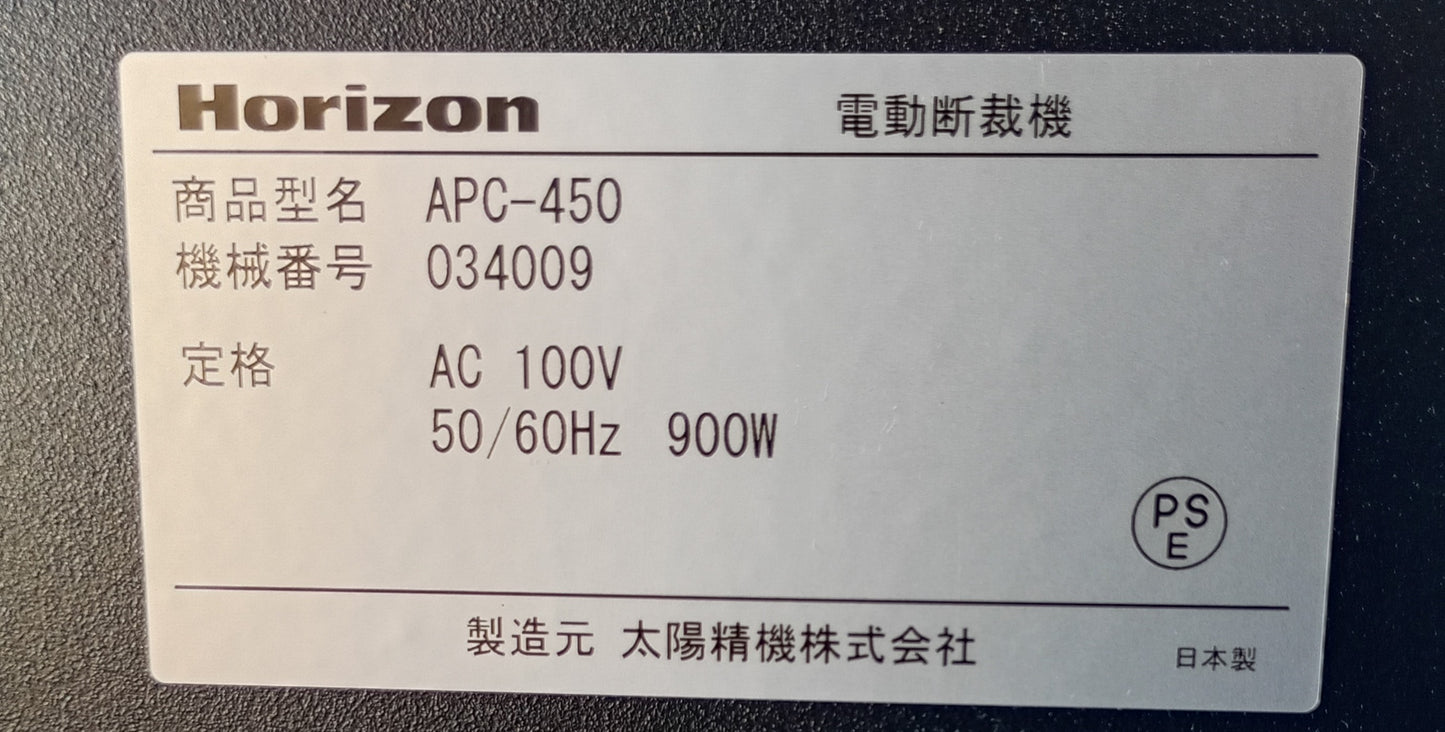 Horizon 電動断裁機
商品型名 APC-450
機械番号 034009
定格 AC 100V
50/60Hz 900W
PS
E
製造元 太陽精機株式会社 日本製